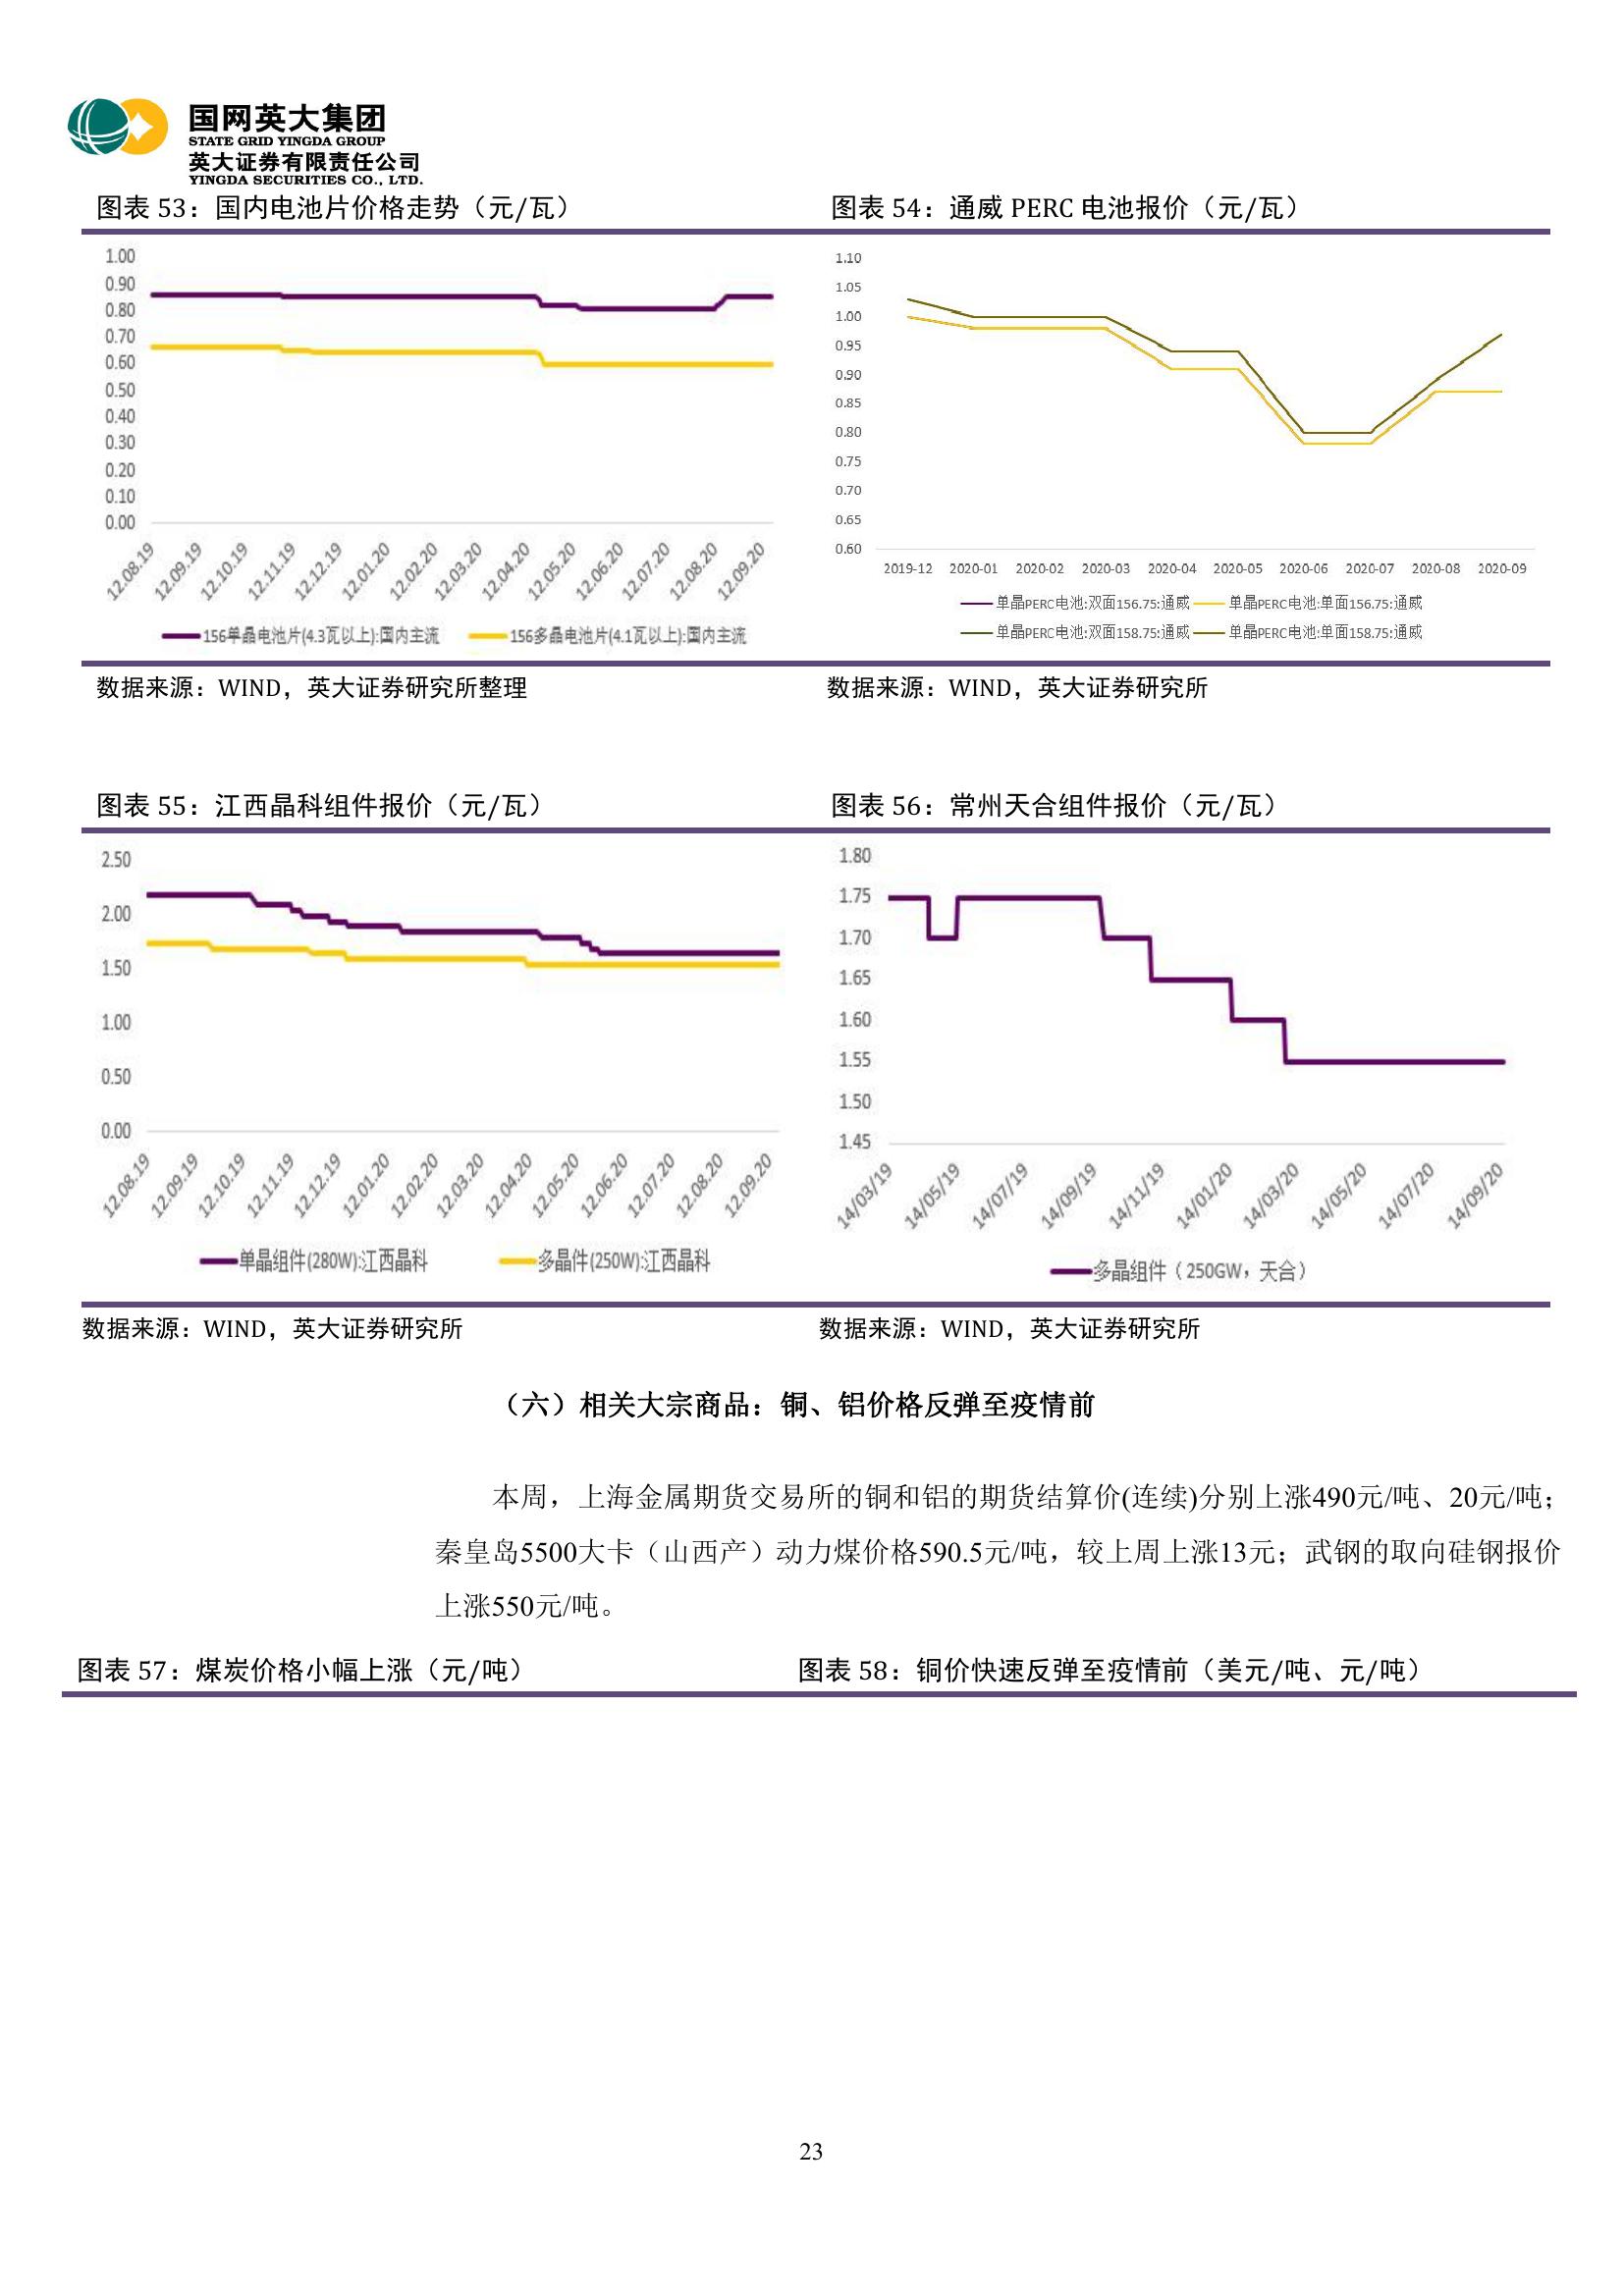 国网英大集团
STATE GRID YINGDA GROUP
英大证券有限责任公司
YINGDA SECURITIES CO., LTD.
图表 53：国内电池片价格走势（元/瓦）
1.00
0.90
0.80
0.70
0.60
0.50
0.40
0.30
0.20
0.10
0.00
12.08.19 12.09.19 12.10.19 12.11.19 12.12.19 12.01.20 12.02.20 12.03.20 12.04.20 12.05.20 12.06.20 12.07.20 12.08.20 12.09.20
156单晶电池片(4.3瓦以上):国内主流 156多晶电池片(4.1瓦以上):国内主流
数据来源：WIND，英大证券研究所整理
图表 54：通威 PERC 电池报价（元/瓦）
1.10
1.05
1.00
0.95
0.90
0.85
0.80
0.75
0.70
0.65
0.60
2019-12 2020-01 2020-02 2020-03 2020-04 2020-05 2020-06 2020-07 2020-08 2020-09
单晶PERC电池:双面156.75:通威 单晶PERC电池:单面156.75:通威
单晶PERC电池:双面158.75:通威 单晶PERC电池:单面158.75:通威
数据来源：WIND，英大证券研究所
图表 55：江西晶科组件报价（元/瓦）
2.50
2.00
1.50
1.00
0.50
0.00
12.08.19 12.09.19 12.10.19 12.11.19 12.12.19 12.01.20 12.02.20 12.03.20 12.04.20 12.05.20 12.06.20 12.07.20 12.08.20 12.09.20
单晶组件(280W):江西晶科 多晶件(250W):江西晶科
数据来源：WIND，英大证券研究所
图表 56：常州天合组件报价（元/瓦）
1.80
1.75
1.70
1.65
1.60
1.55
1.50
1.45
14/03/19 14/05/19 14/07/19 14/09/19 14/11/19 14/01/20 14/03/20 14/05/20 14/07/20 14/09/20
多晶组件（250GW，天合）
数据来源：WIND，英大证券研究所
（六）相关大宗商品：铜、铝价格反弹至疫情前
本周，上海金属期货交易所的铜和铝的期货结算价(连续)分别上涨490元/吨、20元/吨；
秦皇岛5500大卡（山西产）动力煤价格590.5元/吨，较上周上涨13元；武钢的取向硅钢报价
上涨550元/吨。
图表 57：煤炭价格小幅上涨（元/吨）
图表 58：铜价快速反弹至疫情前（美元/吨、元/吨）
23